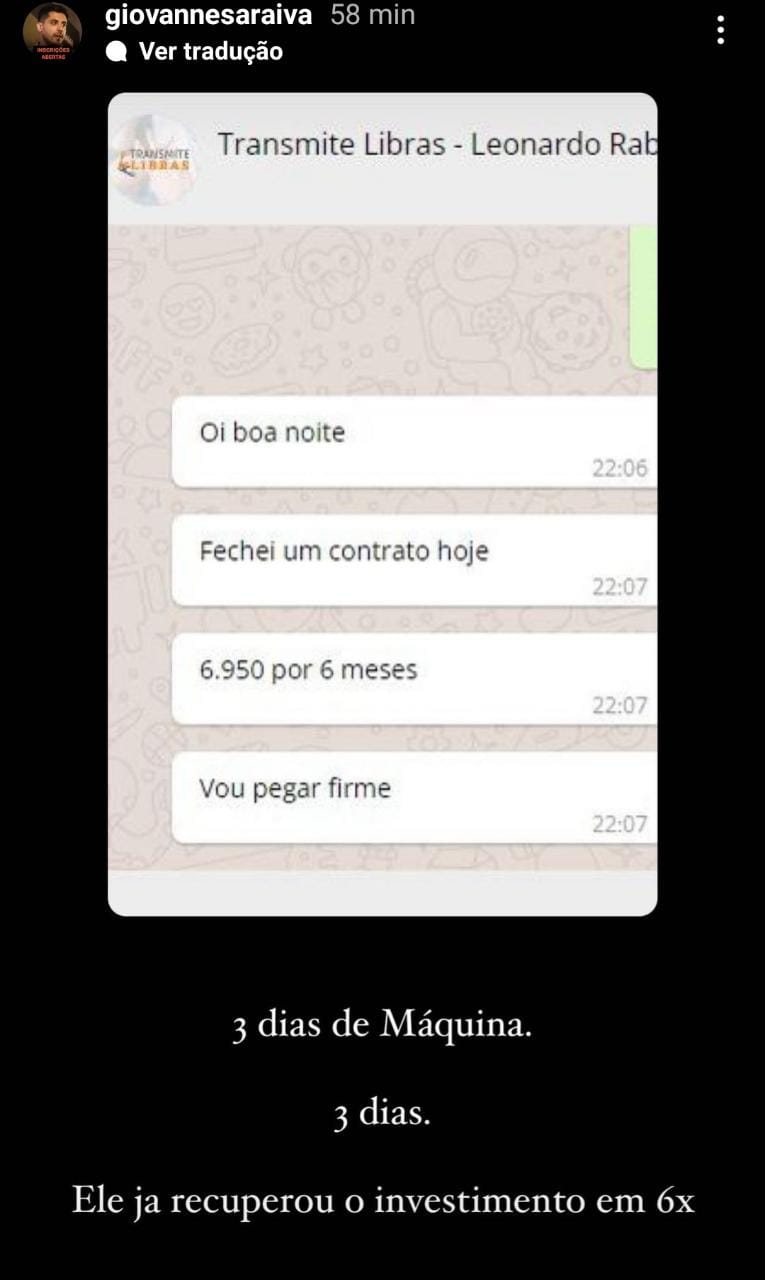 giovannesaraiva 58 min
INSCRIÇÕES
ABERTAS
Ver tradução
TRANSMITE
LIBRAS
Transmite Libras - Leonardo Rab
Oi boa noite
22:06
Fechei um contrato hoje
22:07
6.950 por 6 meses
22:07
Vou pegar firme
22:07
3 dias de Máquina.
3 dias.
Ele ja recuperou o investimento em 6x